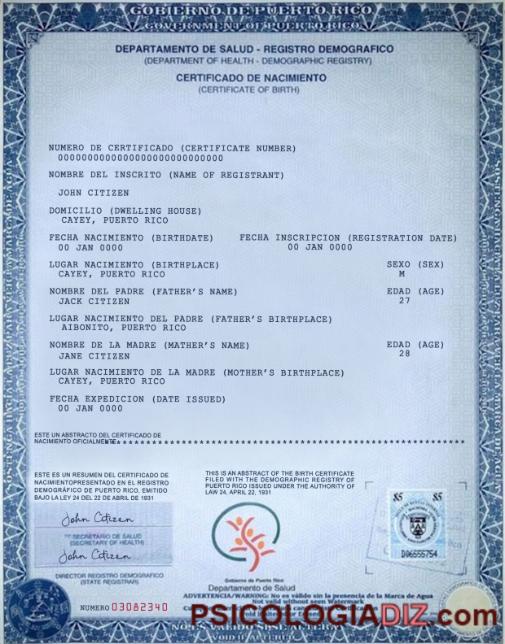 GOBIERNO DE PUERTO RICO
GOVERNMENT OF PUERTO RICO
DEPARTAMENTO DE SALUD - REGISTRO DEMOGRAFICO
(DEPARTMENT OF HEALTH - DEMOGRAPHIC REGISTRY)
CERTIFICADO DE NACIMIENTO
(CERTIFICATE OF BIRTH)
NUMERO DE CERTIFICADO (CERTIFICATE NUMBER)
NOMBRE DEL INSCRITO (NAME OF REGISTRANT)
JOHN CITIZEN
DOMICILIO (DWELLING HOUSE)
CAYEY, PUERTO RICO
FECHA NACIMIENTO (BIRTHDATE) FECHA INSCRIPCION (REGISTRATION DATE)
00 JAN 0000 00 JAN 0000
LUGAR NACIMIENTO (BIRTHPLACE) SEXO (SEX)
CAYEY, PUERTO RICO M
NOMBRE DEL PADRE (FATHER'S NAME) EDAD (AGE)
JACK CITIZEN 27
LUGAR NACIMIENTO DEL PADRE (FATHER'S BIRTHPLACE)
AIBONITO, PUERTO RICO
NOMBRE DE LA MADRE (MATHER'S NAME) EDAD (AGE)
JANE CITIZEN 28
LUGAR NACIMIENTO DE LA MADRE (MOTHER'S BIRTHPLACE)
CAYEY, PUERTO RICO
FECHA EXPEDICION (DATE ISSUED)
00 JAN 0000
ESTE UN ABSTRACTO DEL CERTIFICADO DE
NACIMIENTO OFICIALMENTE
ESTE ES UN RESUMEN DEL CERTIFICADO DE
NACIMIENTOPRESENTADO EN EL REGISTRO
DEMOGRÁFICO DE PUERTO RICO, EMITIDO
BAJO LA LEY 24 DEL 22 DE ABRIL DE 1931
THIS IS AN ABSTRACT OF THE BIRTH CERTIFICATE
FILED WITH THE DEMOGRAPHIC REGISTRY OF
PUERTO RICO ISSUED UNDER THE AUTHORITY OF
LAW 24, APRIL 22, 1931
John Citizen
SECRETARIO DE SALUD
(SECRETARY OF HEALTH)
John Citizen
DIRECTOR REGISTRO DEMOGRAFICO
(STATE REGISTRAR)
$5 $5
D06555754
Gobierno de Puerto Rico
Departamento de Salud
ADVERTENCIA/WARNING: No es válido sin la presencia de la Marca de Agua
Not valid without seen Watermark
NUMERO 03082340
PSICOLOGIADIZ.com
NO ES VALIDO SIN ALTERA
VOID IF ALTERED